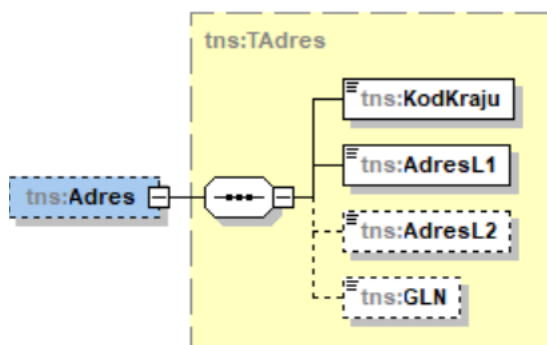 tns:TAdres
tns:KodKraju
tns:AdresL1
tns:Adres
tns:AdresL2
tns:GLN